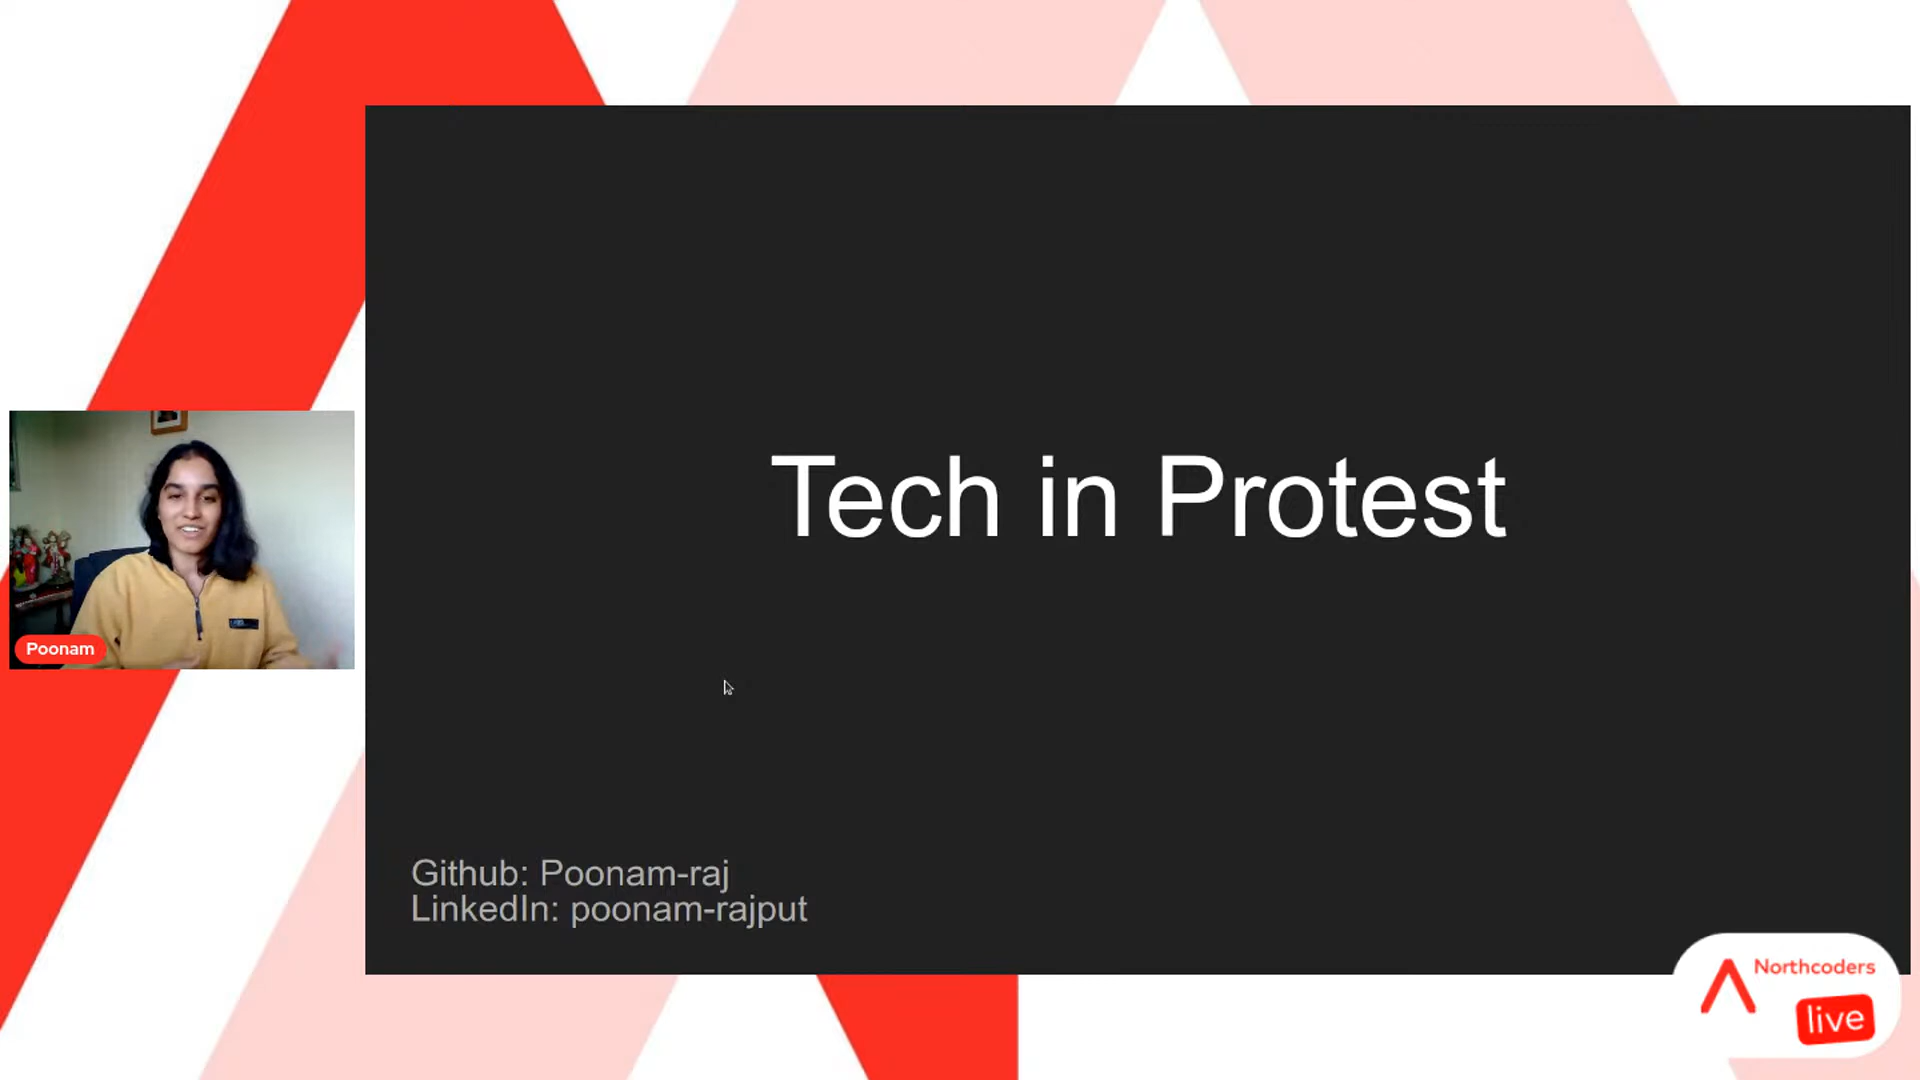 Tech in Protest
Poonam
Github: Poonam-raj
LinkedIn: poonam-rajput
Northcoders
live